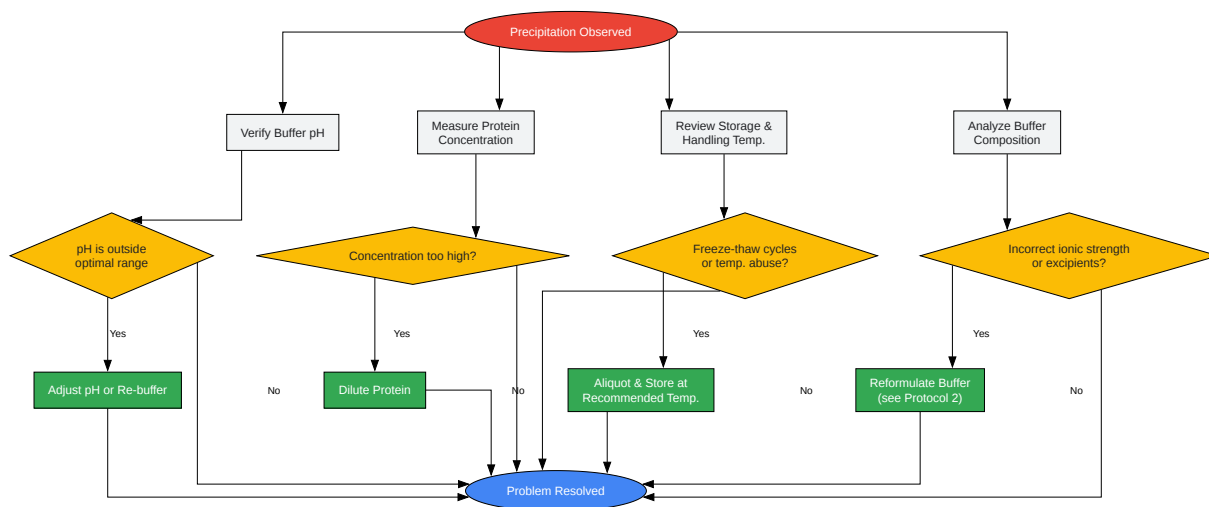 Precipitation Observed
Verify Buffer pH
Measure Protein
Concentration
Review Storage &
Handling Temp.
Analyze Buffer
Composition
pH is outside
optimal range
Concentration too high?
Freeze-thaw cycles
or temp. abuse?
Incorrect ionic strength
or excipients?
Yes
Yes
Yes
Yes
Adjust pH or Re-buffer
No
Dilute Protein
No
Aliquot & Store at
Recommended Temp.
No
Reformulate Buffer
(see Protocol 2)
No
Problem Resolved